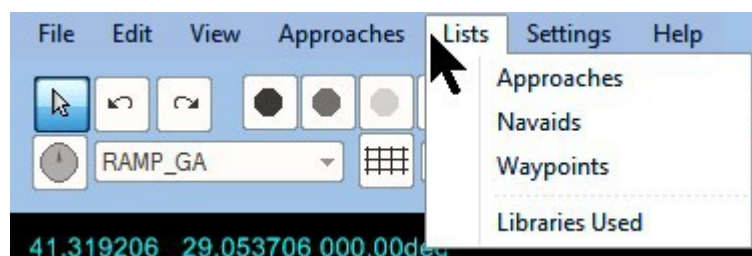 File Edit View Approaches Lists Settings Help
Approaches
Navaids
Waypoints
Libraries Used
RAMP_GA
41.319206 29.053706 000.00deg